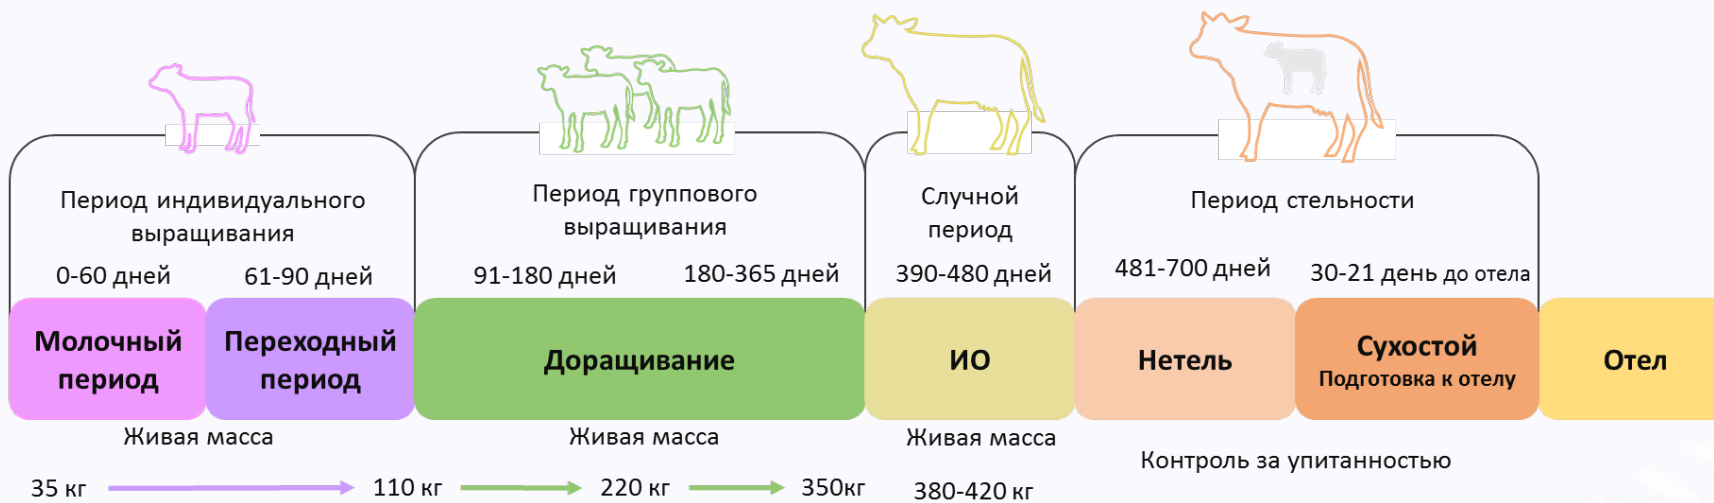 Период индивидуального
выращивания
Период группового
выращивания
Случной
период
Период стельности
0-60 дней
61-90 дней
91-180 дней
180-365 дней
390-480 дней
481-700 дней
30-21 день до отела
Молочный
период
Переходный
период
Доращивание
ИО
Нетель
Сухостой
Подготовка к отелу
Отел
Живая масса
Живая масса
Живая масса
Контроль за упитанностью
35 кг
110 кг
220 кг
350кг
380-420 кг